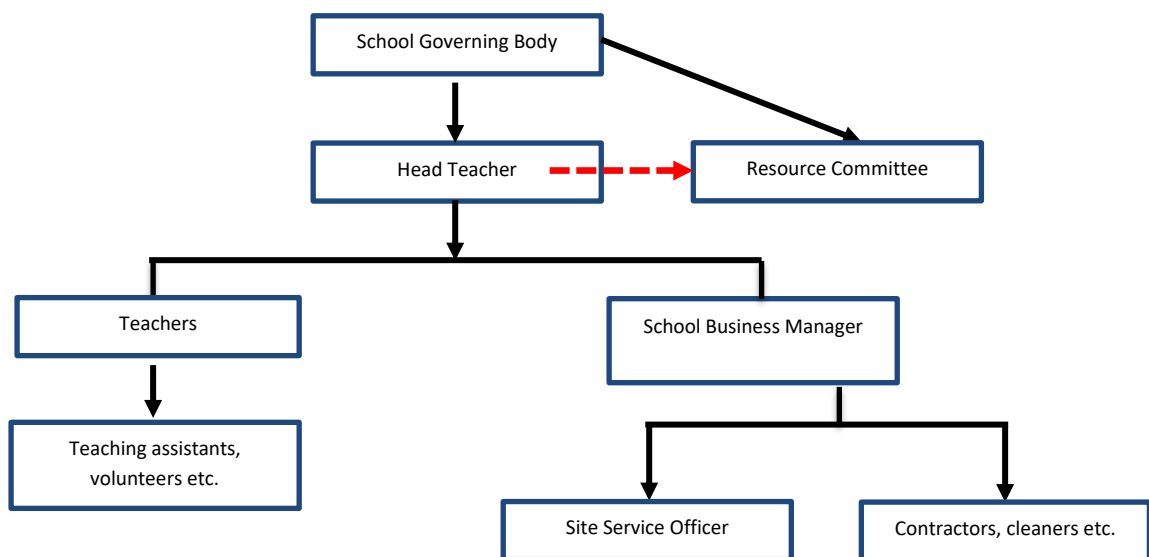 School Governing Body
Head Teacher
Resource Committee
Teachers
School Business Manager
Teaching assistants,
volunteers etc.
Site Service Officer
Contractors, cleaners etc.